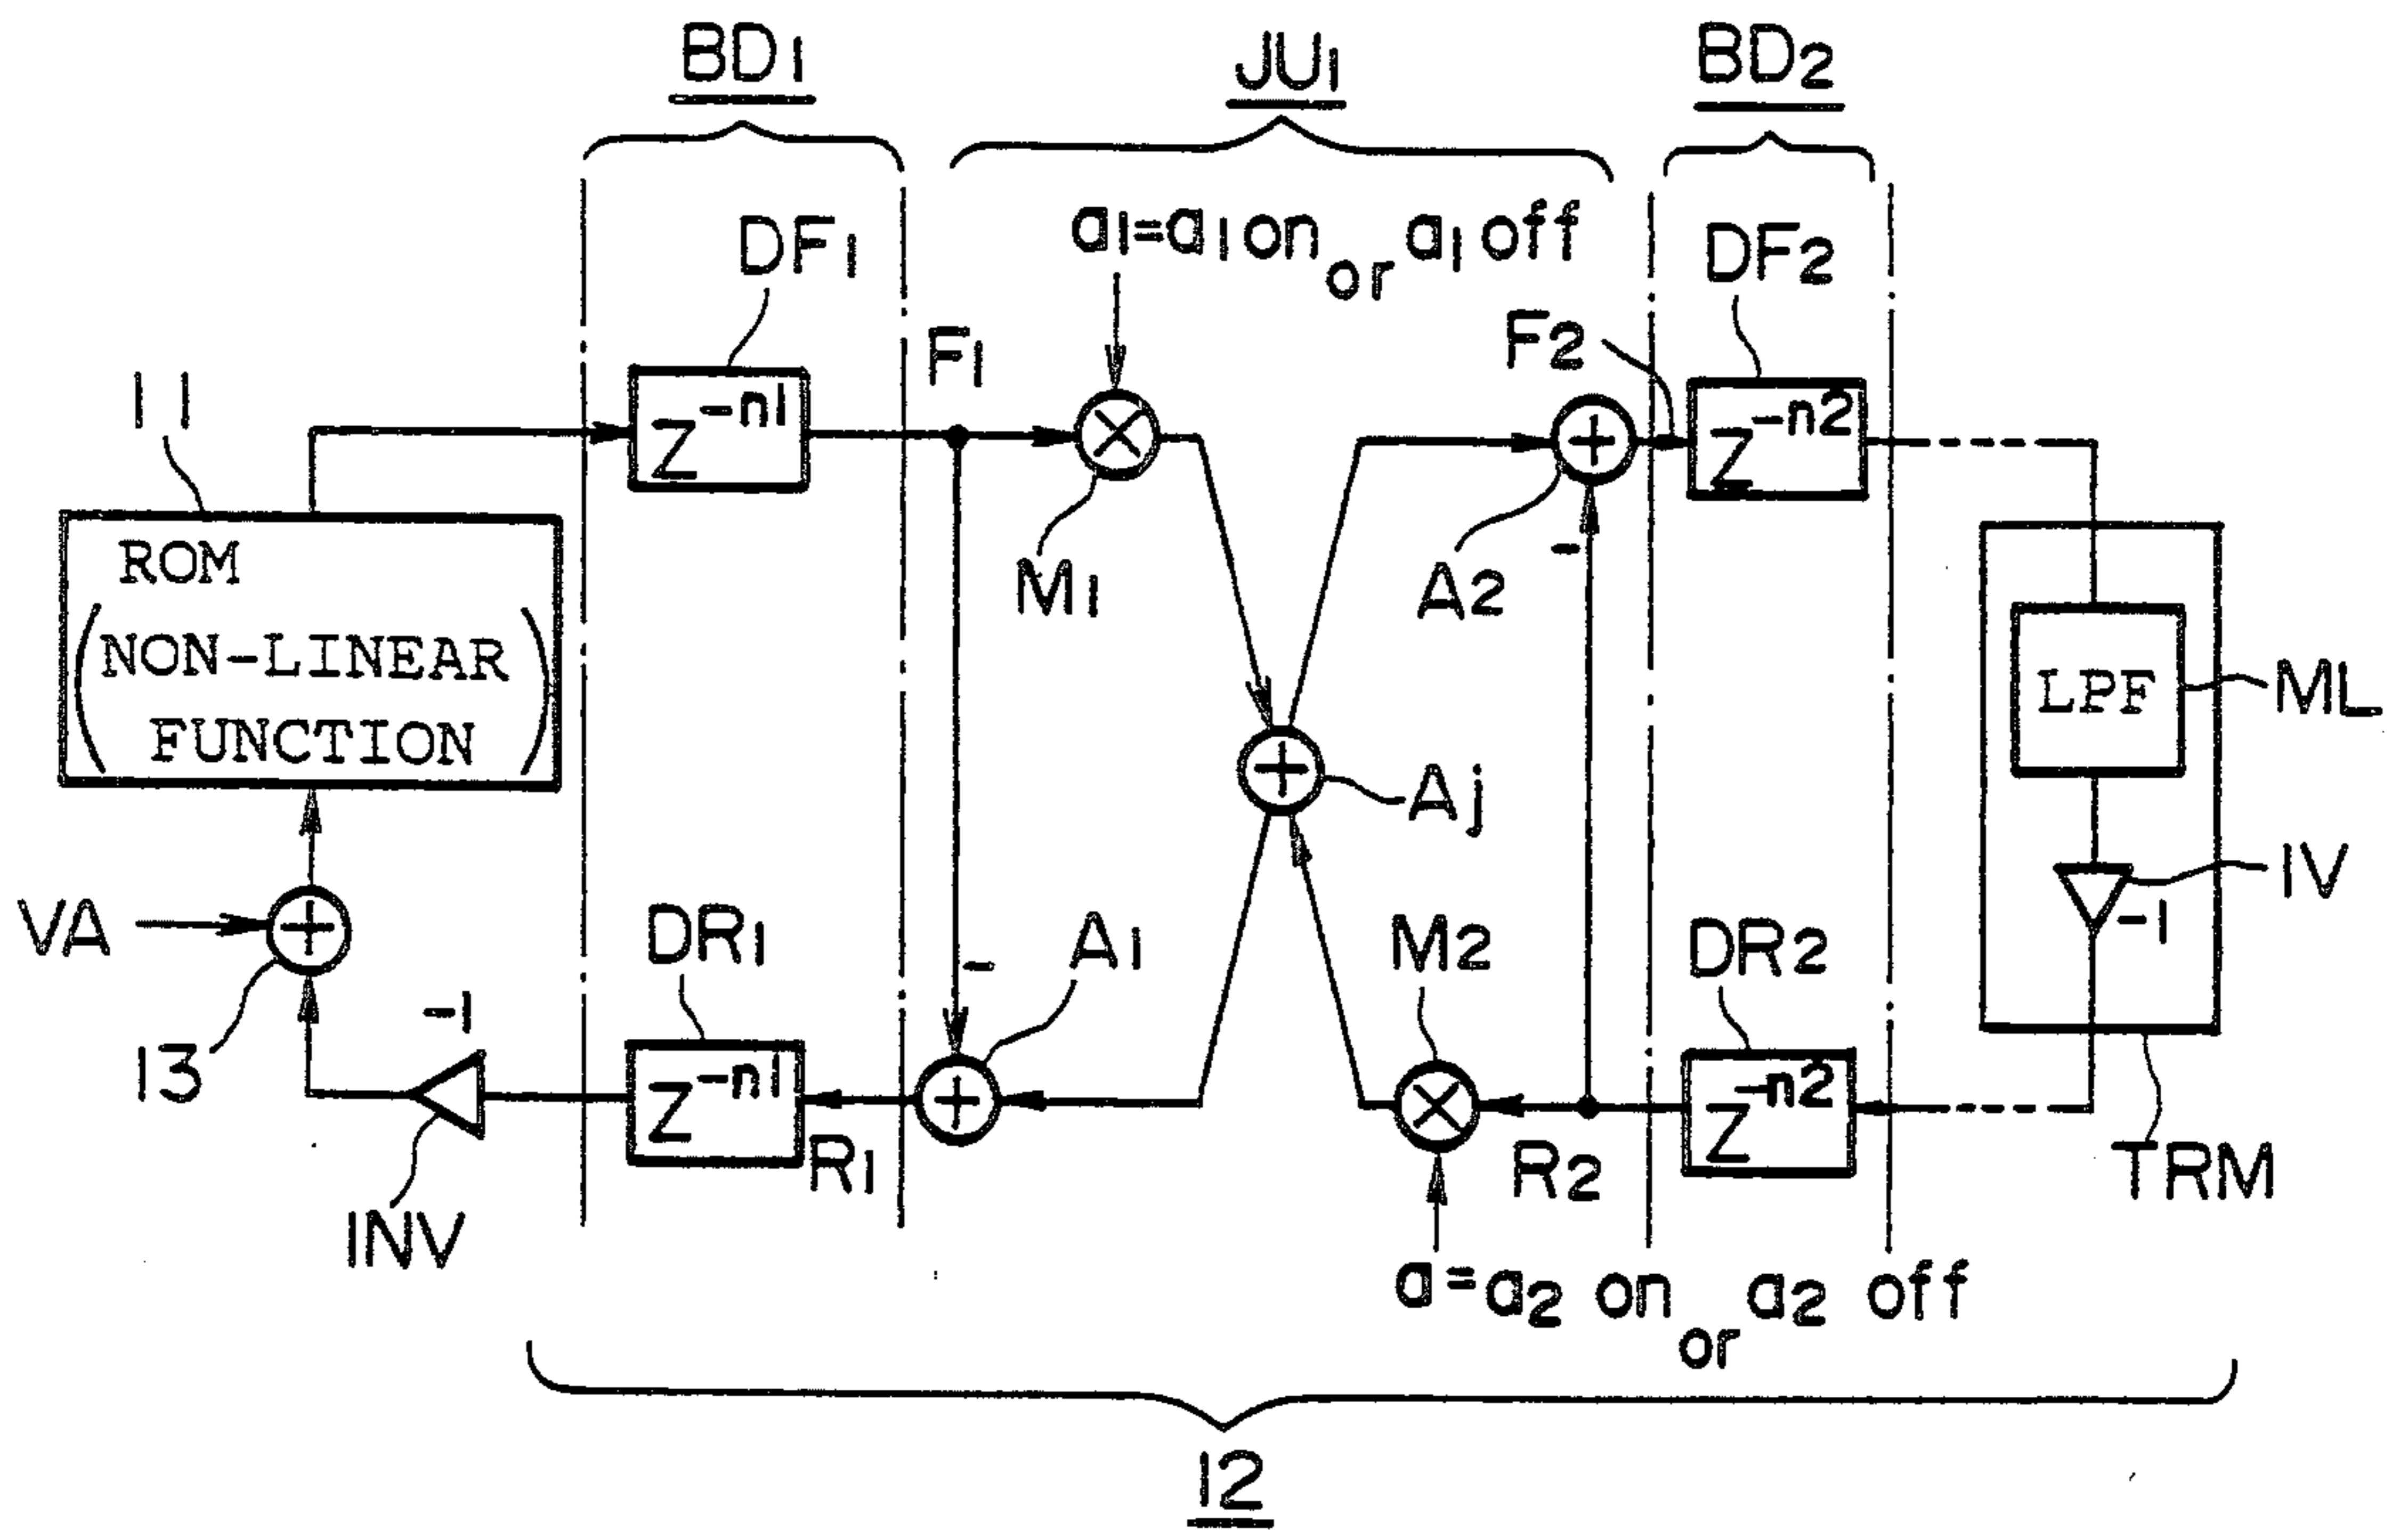 BD1
JU1
BD2
a1=a1 on or a1 off
DF1
DF2
F1
F2
11
Z-n1
Z-n2
ROM
(NON-LINEAR
FUNCTION)
M1
A2
LPF
ML
Aj
IV
-1
VA
-
-
DR1
A1
M2
DR2
-1
13
Z-n1
Z-n2
R1
R2
TRM
INV
a=a2 on or a2 off
12